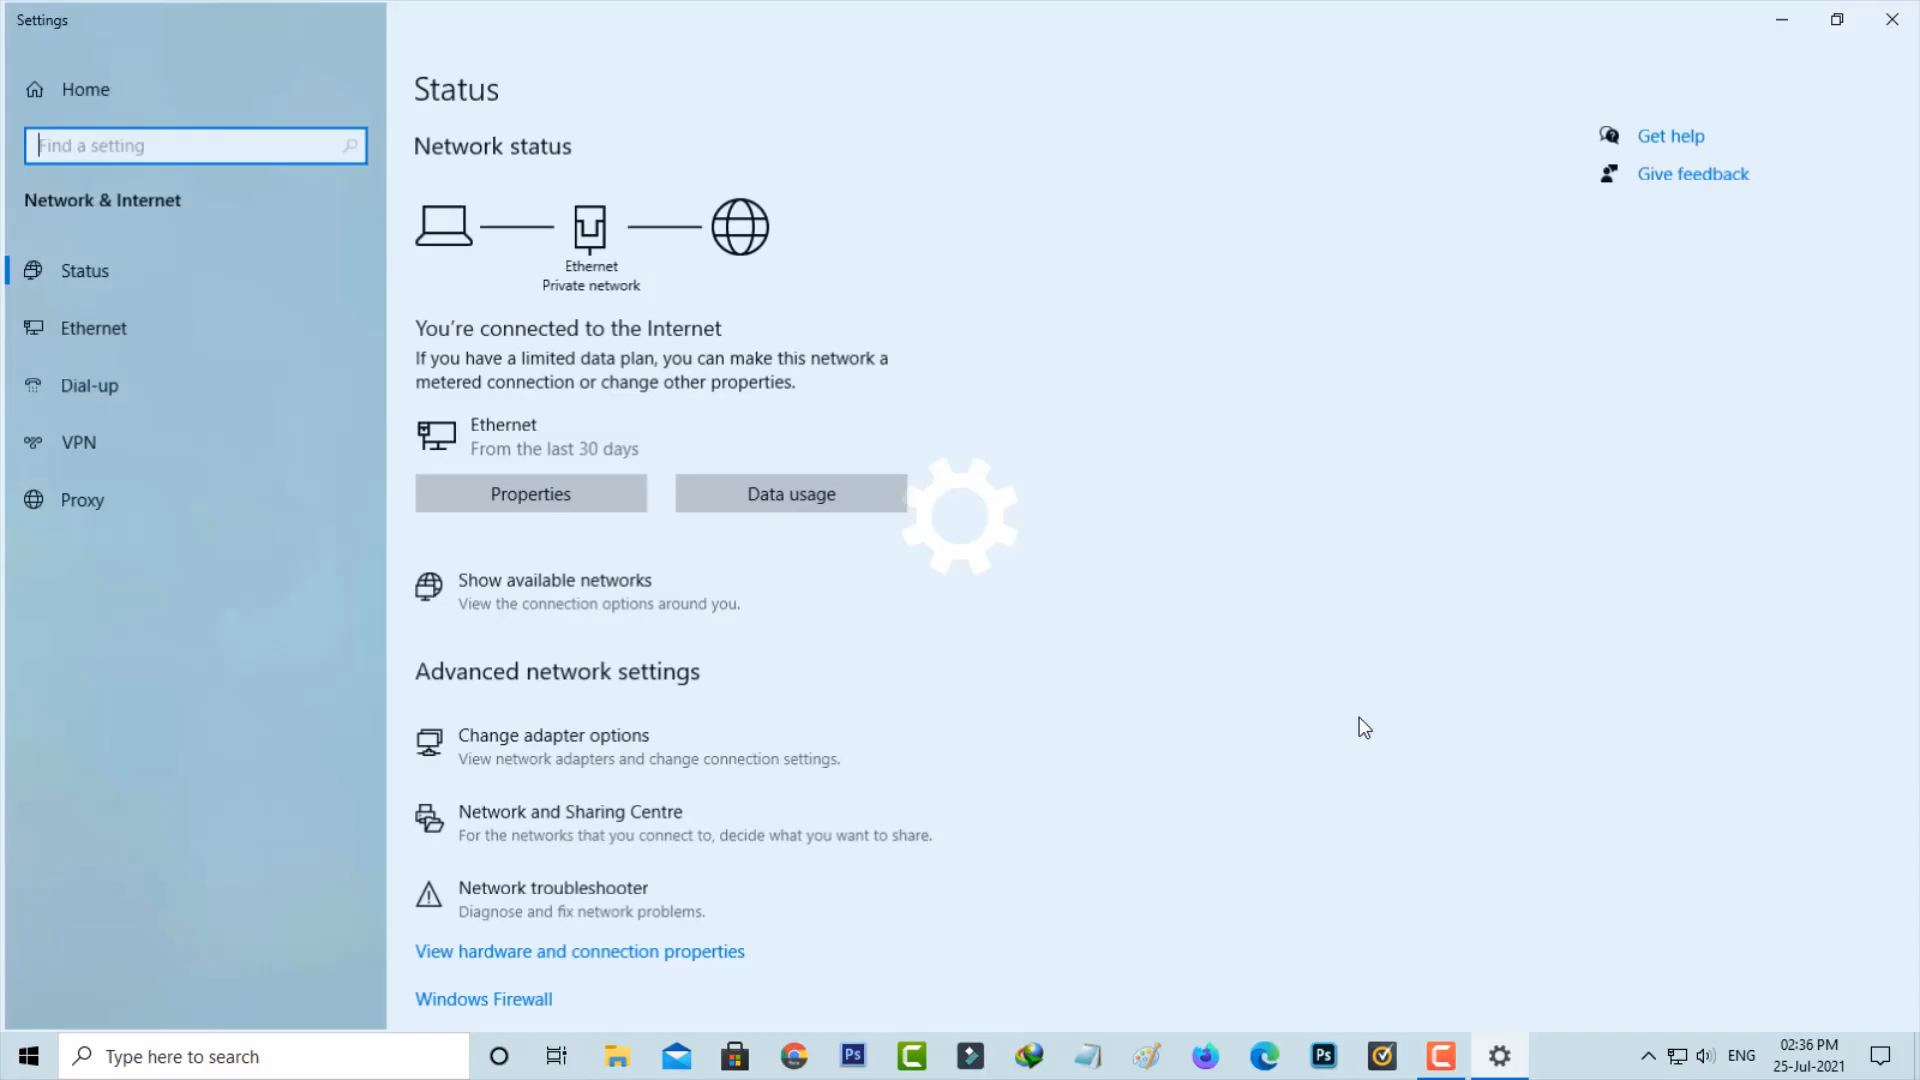 Settings
Home
Find a setting
Network & Internet
Status
Ethernet
Dial-up
VPN
Proxy
Status
Network status
Ethernet
Private network
You're connected to the Internet
If you have a limited data plan, you can make this network a
metered connection or change other properties.
Ethernet
From the last 30 days
Properties
Data usage
Show available networks
View the connection options around you.
Advanced network settings
Change adapter options
View network adapters and change connection settings.
Network and Sharing Centre
For the networks that you connect to, decide what you want to share.
Network troubleshooter
Diagnose and fix network problems.
View hardware and connection properties
Windows Firewall
Get help
Give feedback
Type here to search
Ps
Ps
ENG
02:36 PM
25-Jul-2021